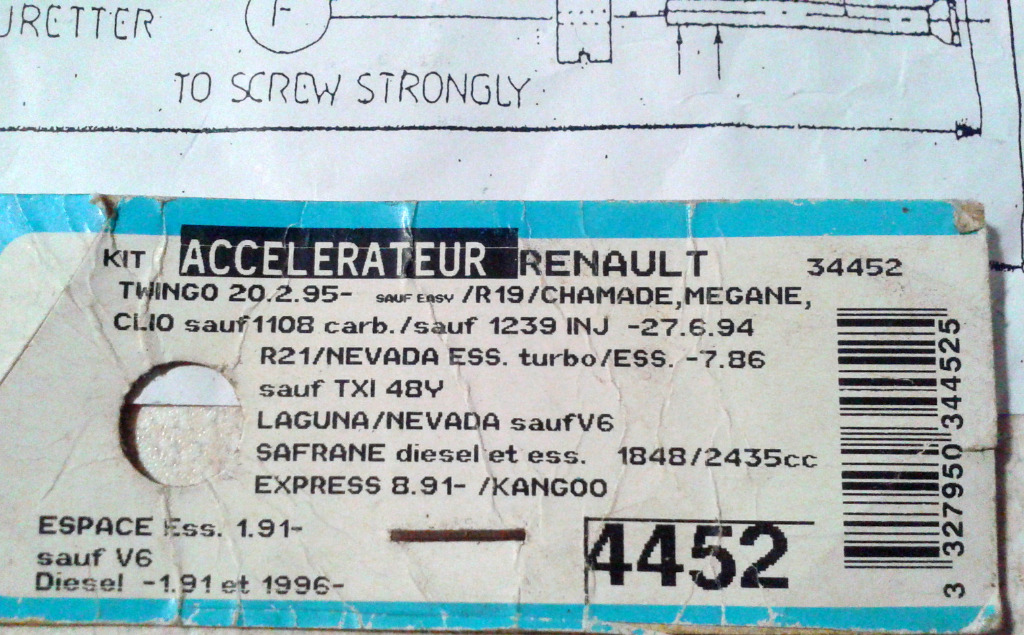 URETTER
F
TO SCREW STRONGLY
KIT ACCELERATEUR RENAULT 34452
TWINGO 20.2.95- SAUF EASY /R19/CHAMADE,MEGANE,
CLIO sauf 1108 carb./sauf 1239 INJ -27.6.94
R21/NEVADA ESS. turbo/ESS. -7.86
sauf TXI 48Y
LAGUNA/NEVADA sauf V6
SAFRANE diesel et ess. 1848/2435cc
EXPRESS 8.91- /KANGOO
ESPACE Ess. 1.91-
sauf V6
Diesel -1.91 et 1996-
4452
3 327950 344525